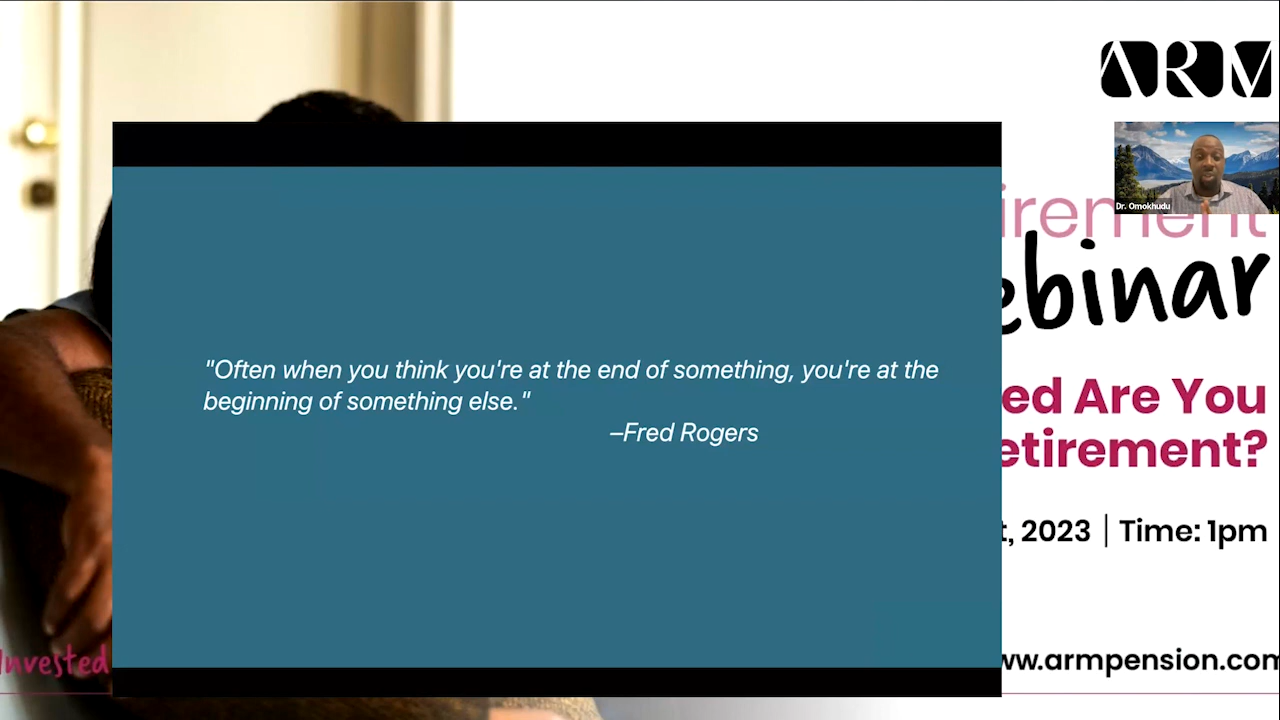 ARM
Dr. Omokhudu
irement
ebinar
"Often when you think you're at the end of something, you're at the
beginning of something else."
–Fred Rogers
ed Are You
etirement?
t, 2023 | Time: 1pm
Invested
ww.armpension.com